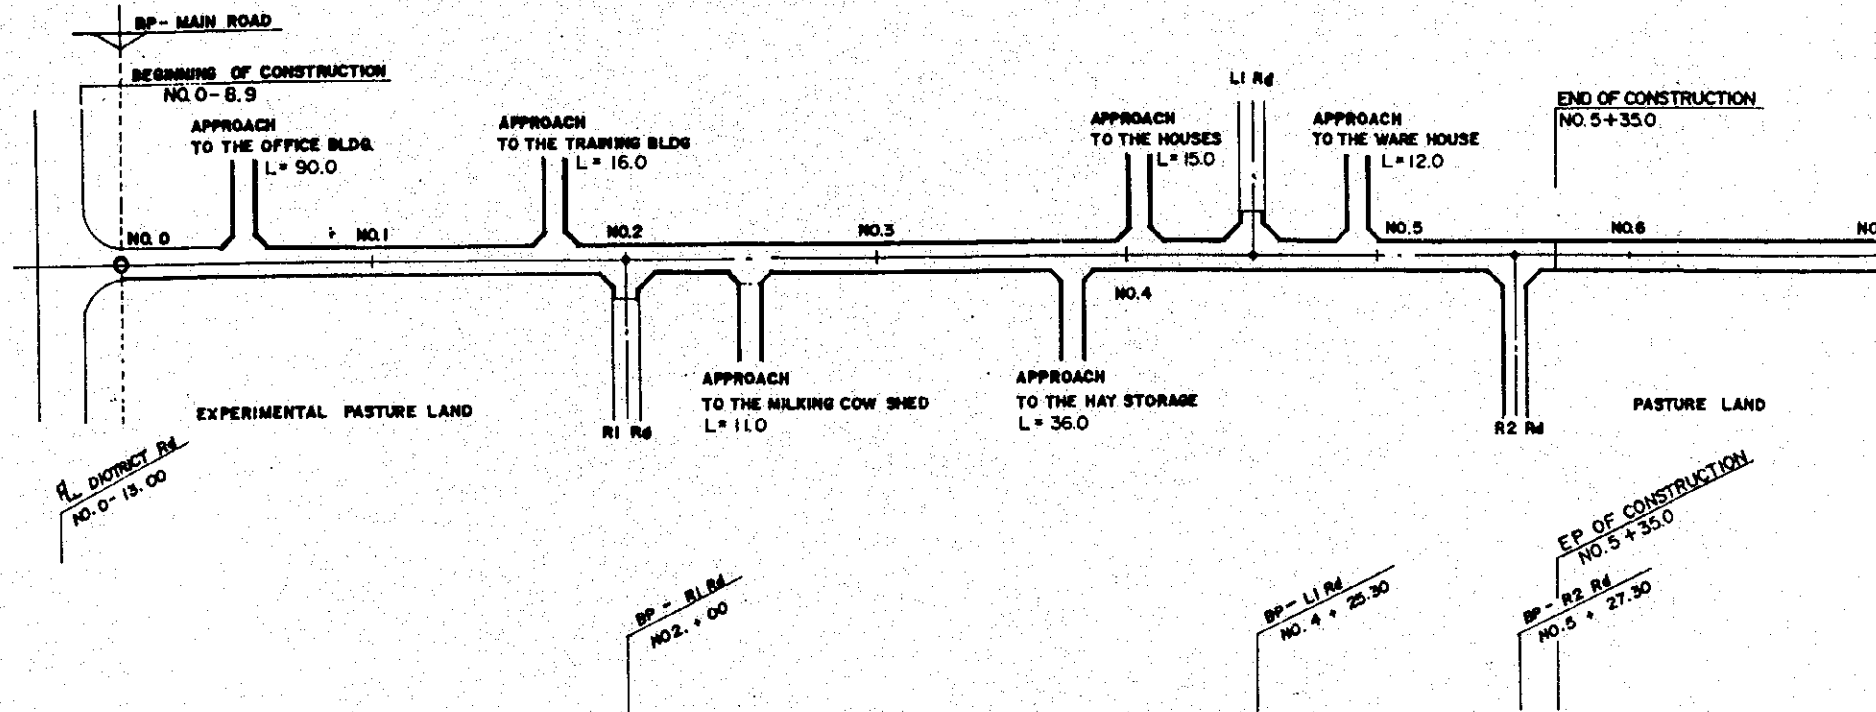 BP- MAIN ROAD
BEGINNING OF CONSTRUCTION
NO.0-8.9
APPROACH
TO THE OFFICE BLDG.
L= 90.0
APPROACH
TO THE TRAINING BLDG
L= 16.0
APPROACH
TO THE HOUSES
L= 15.0
L1 Rd
APPROACH
TO THE WARE HOUSE
L= 12.0
END OF CONSTRUCTION
NO.5+35.0
NO.0
NO.1
NO.2
NO.3
NO.4
NO.5
NO.6
NO
EXPERIMENTAL PASTURE LAND
R1 Rd
APPROACH
TO THE MILKING COW SHED
L= 11.0
APPROACH
TO THE HAY STORAGE
L= 36.0
R2 Rd
PASTURE LAND
DIOTRICT Rd
NO.0-13.00
BP - R1 Rd
NO2. + 00
BP- L1 Rd
NO.4 + 25.30
EP OF CONSTRUCTION
NO.5+35.0
BP- R2 Rd
NO.5 + 27.30